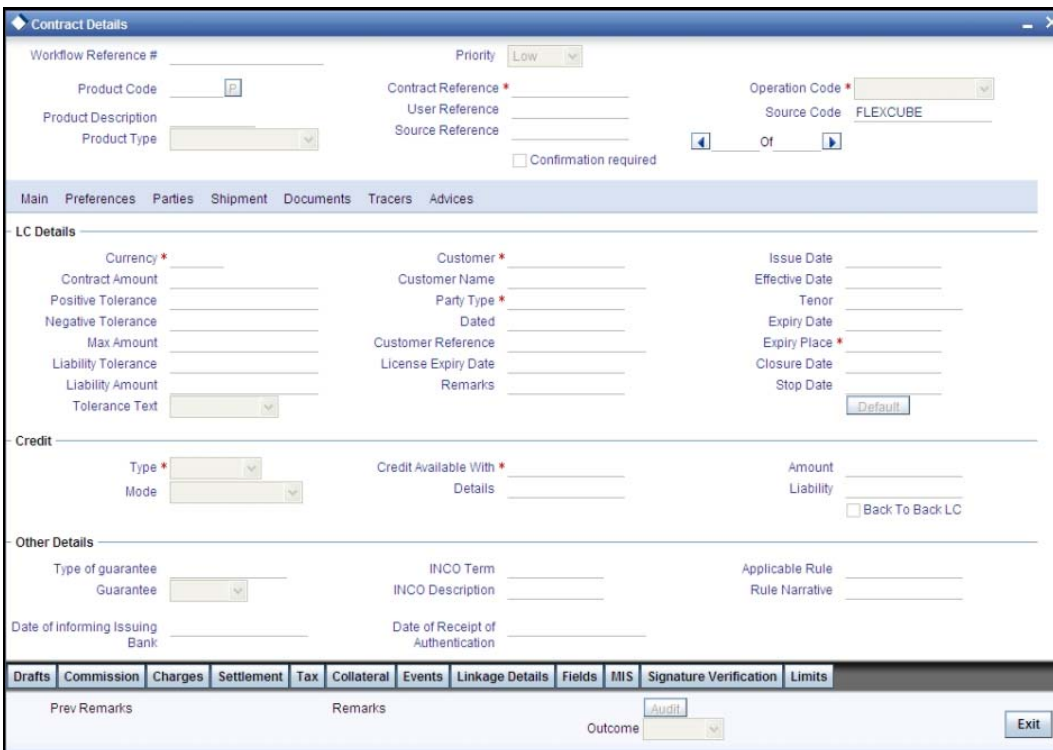 Contract Details
Workflow Reference # Priority Low
Product Code P Contract Reference * Operation Code *
Product Description User Reference Source Code FLEXCUBE
Product Type Source Reference Of
Confirmation required
Main Preferences Parties Shipment Documents Tracers Advices
LC Details
Currency * Customer * Issue Date
Contract Amount Customer Name Effective Date
Positive Tolerance Party Type * Tenor
Negative Tolerance Dated Expiry Date
Max Amount Customer Reference Expiry Place *
Liability Tolerance License Expiry Date Closure Date
Liability Amount Remarks Stop Date
Tolerance Text Default
Credit
Type * Credit Available With * Amount
Mode Details Liability
Back To Back LC
Other Details
Type of guarantee INCO Term Applicable Rule
Guarantee INCO Description Rule Narrative
Date of informing Issuing Bank Date of Receipt of Authentication
Drafts Commission Charges Settlement Tax Collateral Events Linkage Details Fields MIS Signature Verification Limits
Prev Remarks Remarks Audit
Outcome Exit